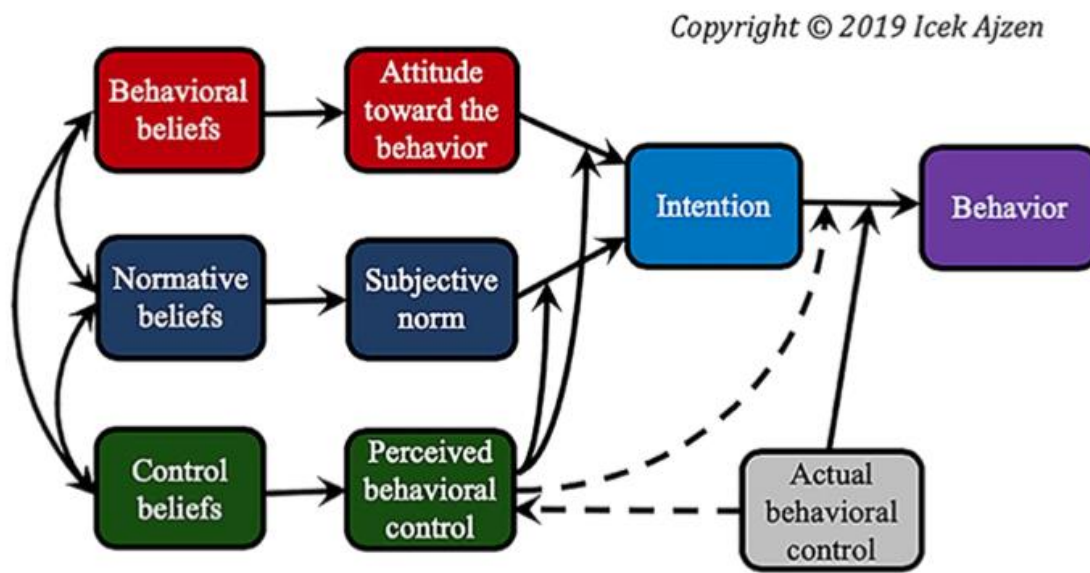 Copyright © 2019 Icek Ajzen
Behavioral
beliefs
Attitude
toward the
behavior
Intention
Behavior
Normative
beliefs
Subjective
norm
Control
beliefs
Perceived
behavioral
control
Actual
behavioral
control